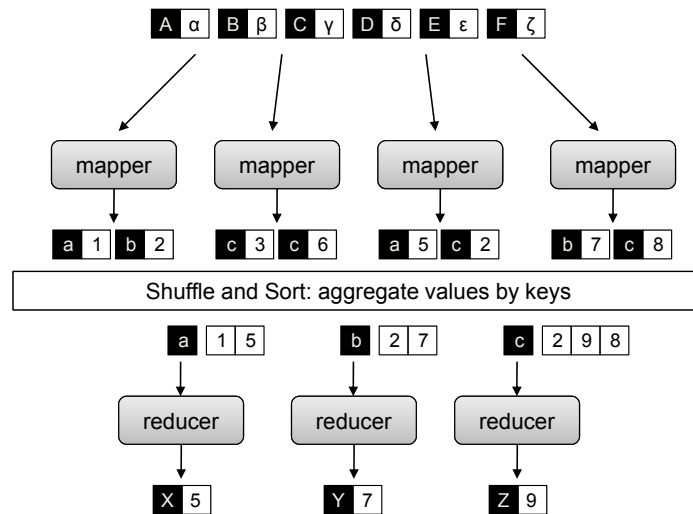 A α B β C γ D δ E ε F ζ
mapper mapper mapper mapper
a 1 b 2 c 3 c 6 a 5 c 2 b 7 c 8
Shuffle and Sort: aggregate values by keys
a 1 5 b 2 7 c 2 9 8
reducer reducer reducer
X 5 Y 7 Z 9